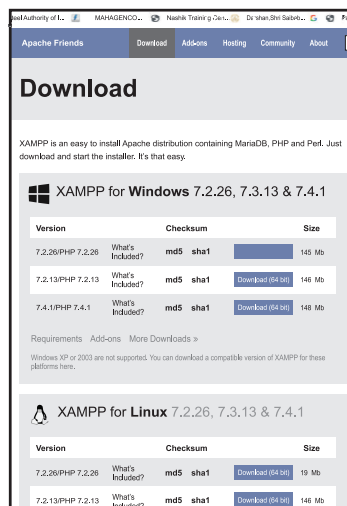 Apache Friends Download Add-ons Hosting Community About
Download
XAMPP is an easy to install Apache distribution containing MariaDB, PHP and Perl. Just
download and start the installer. It's that easy.
XAMPP for Windows 7.2.26, 7.3.13 & 7.4.1
Version Checksum Size
7.2.26/PHP 7.2.26 What's Included? md5 sha1 145 Mb
7.2.13/PHP 7.2.13 What's Included? md5 sha1 Download (64 bit) 146 Mb
7.4.1/PHP 7.4.1 What's Included? md5 sha1 Download (64 bit) 148 Mb
Requirements Add-ons More Downloads »
Windows XP or 2003 are not supported. You can download a compatible version of XAMPP for these
platforms here.
XAMPP for Linux 7.2.26, 7.3.13 & 7.4.1
Version Checksum Size
7.2.26/PHP 7.2.26 What's Included? md5 sha1 Download (64 bit) 19 Mb
7.2.13/PHP 7.2.13 What's Included? md5 sha1 Download (64 bit) 146 Mb